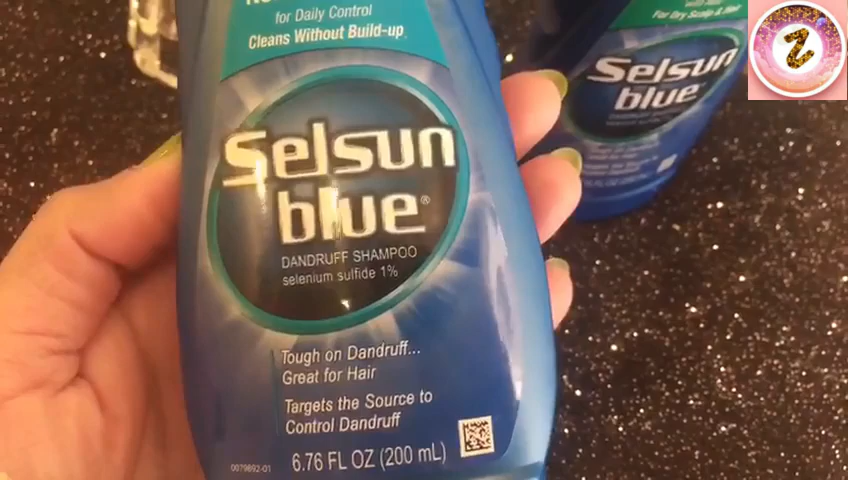 for Daily Control
Cleans Without Build-up
Selsun
blue®
DANDRUFF SHAMPOO
selenium sulfide 1%
Tough on Dandruff...
Great for Hair
Targets the Source to
Control Dandruff
0079892-01
6.76 FL OZ (200 mL)
For Dry Scalp & Hair
Selsun
blue
Z